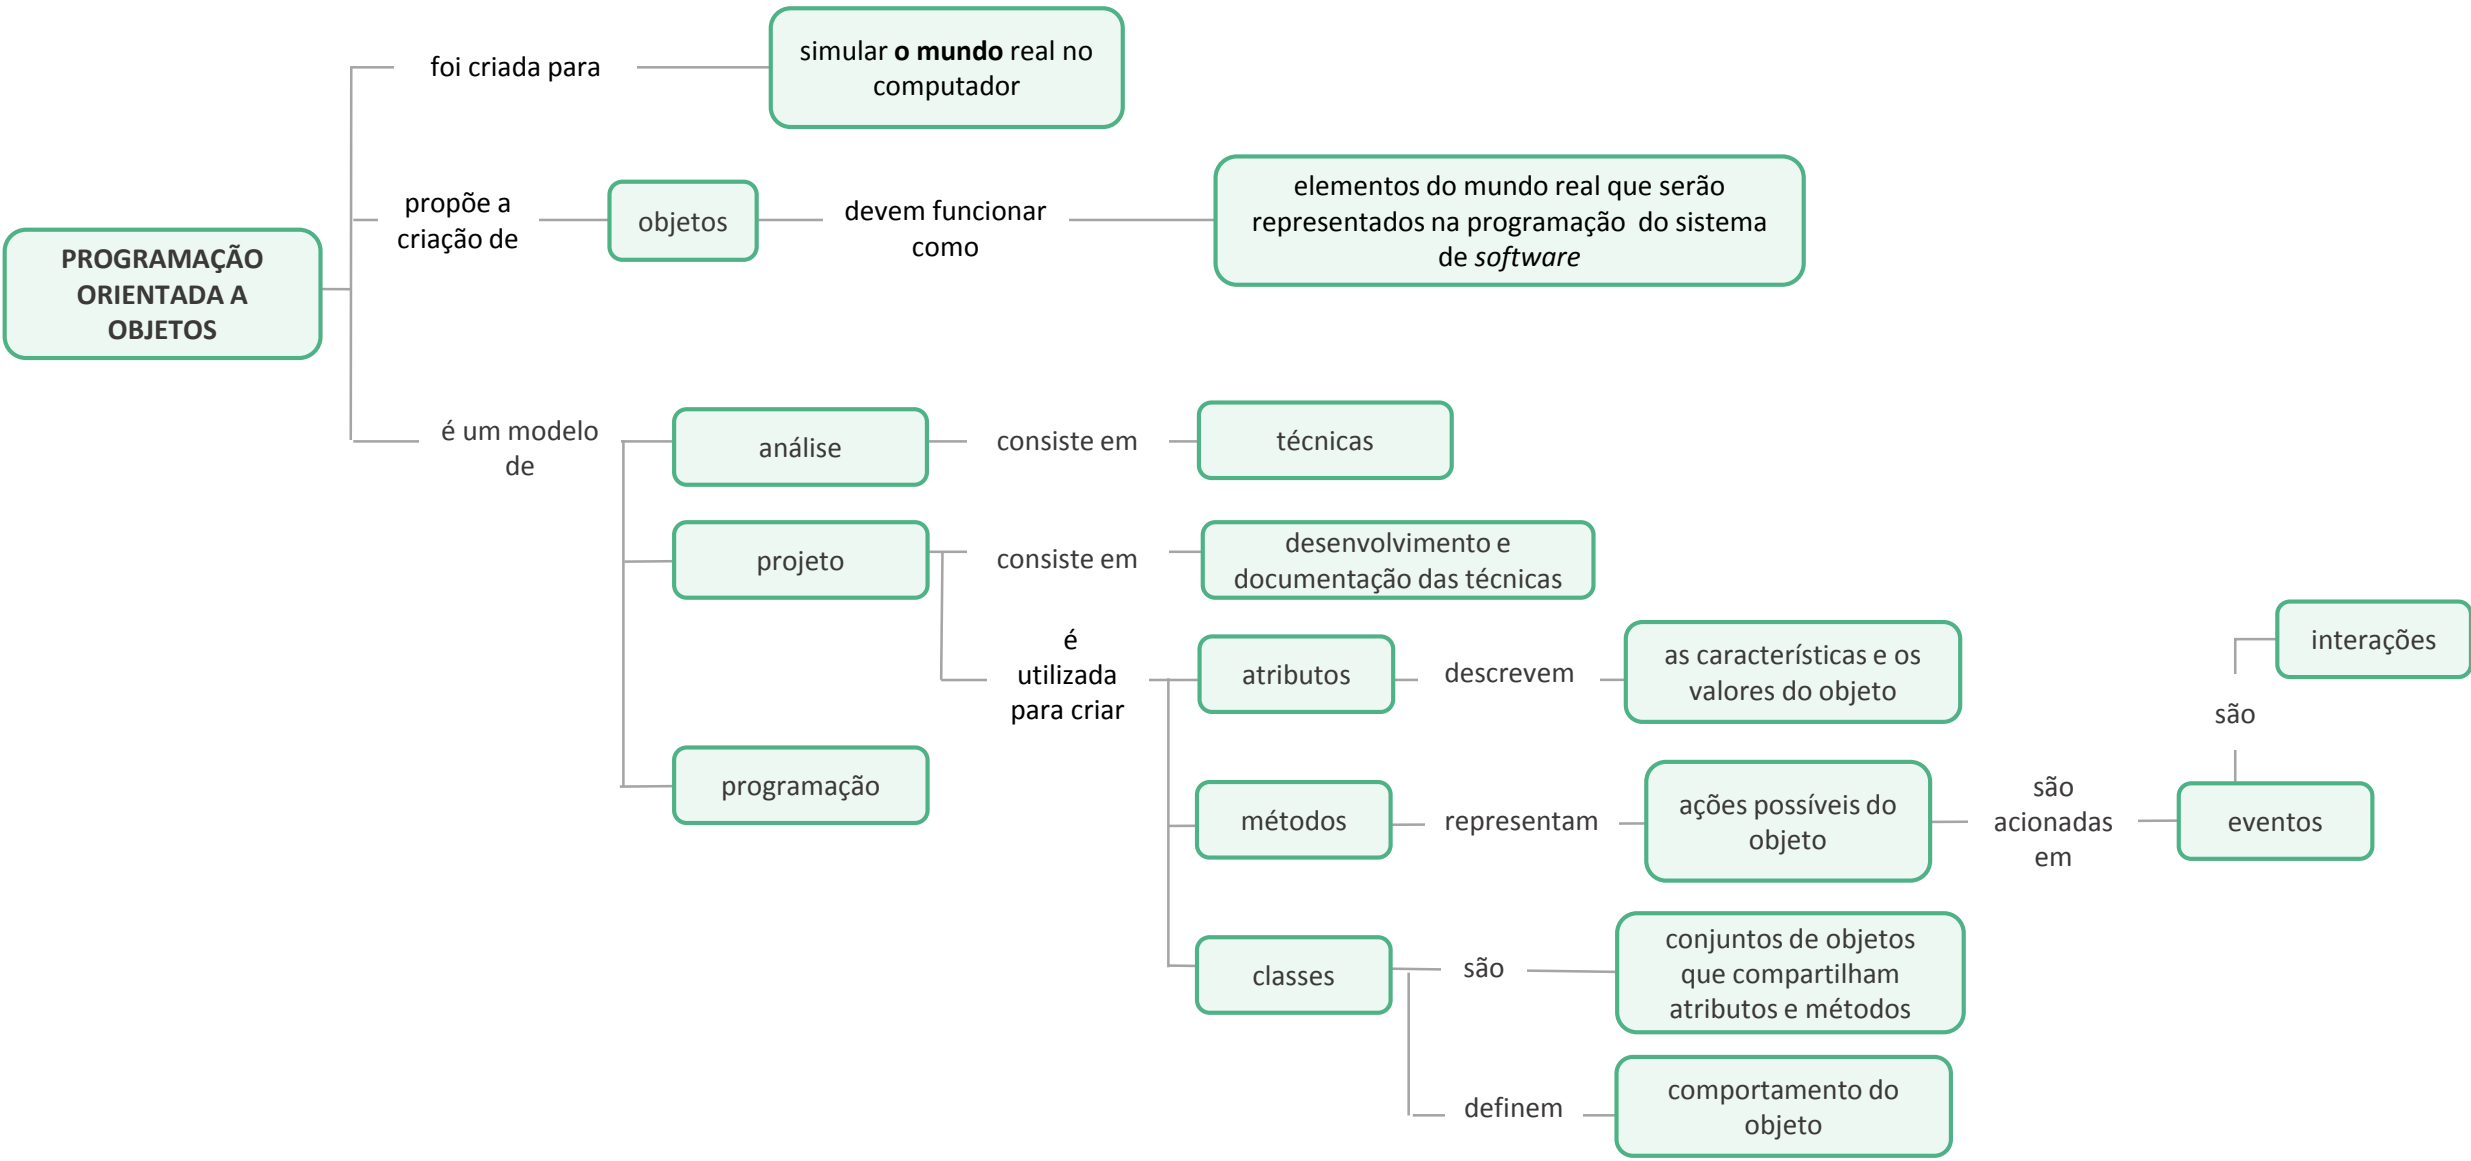 PROGRAMAÇÃO
ORIENTADA A
OBJETOS
foi criada para
simular o mundo real no
computador
propõe a
criação de
objetos
devem funcionar
como
elementos do mundo real que serão
representados na programação do sistema
de software
é um modelo
de
análise
consiste em
técnicas
projeto
consiste em
desenvolvimento e
documentação das técnicas
é
utilizada
para criar
atributos
descrevem
as características e os
valores do objeto
métodos
representam
ações possíveis do
objeto
são
acionadas
em
eventos
são
interações
classes
são
conjuntos de objetos
que compartilham
atributos e métodos
definem
comportamento do
objeto
programação